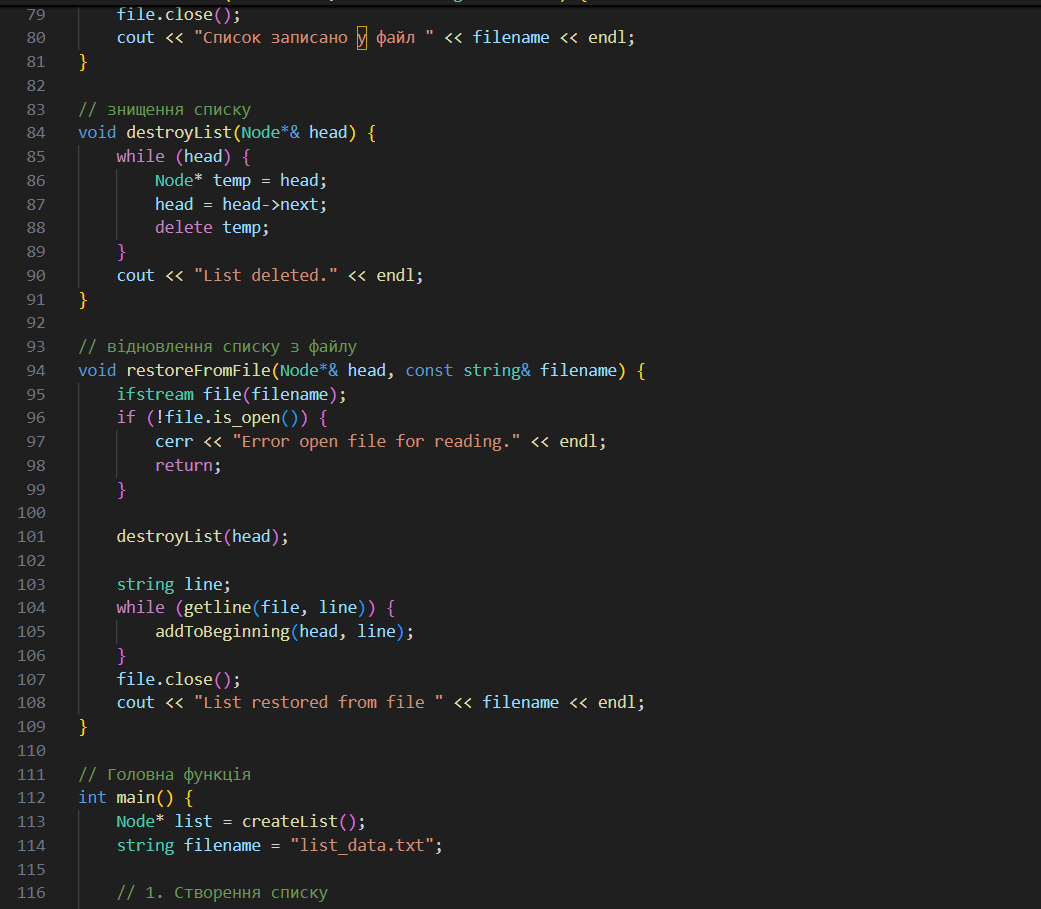 79 file.close();
80 cout << "Список записано у файл " << filename << endl;
81 }
82
83 // знищення списку
84 void destroyList(Node*& head) {
85 while (head) {
86 Node* temp = head;
87 head = head->next;
88 delete temp;
89 }
90 cout << "List deleted." << endl;
91 }
92
93 // відновлення списку з файлу
94 void restoreFromFile(Node*& head, const string& filename) {
95 ifstream file(filename);
96 if (!file.is_open()) {
97 cerr << "Error open file for reading." << endl;
98 return;
99 }
100
101 destroyList(head);
102
103 string line;
104 while (getline(file, line)) {
105 addToBeginning(head, line);
106 }
107 file.close();
108 cout << "List restored from file " << filename << endl;
109 }
110
111 // Головна функція
112 int main() {
113 Node* list = createList();
114 string filename = "list_data.txt";
115
116 // 1. Створення списку